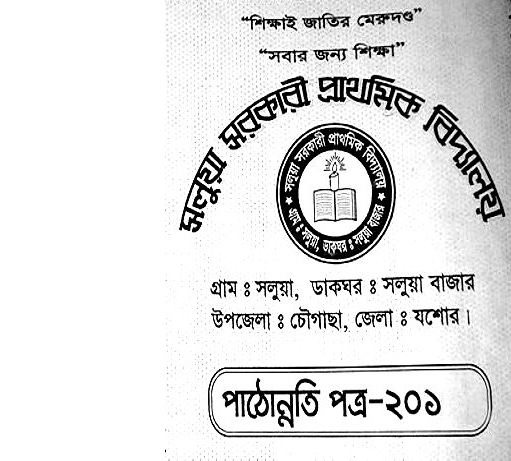 “শিক্ষাই জাতির মেরুদণ্ড”
“সবার জন্য শিক্ষা”
সলুয়া সরকারী প্রাথমিক বিদ্যালয়
সলুয়া সরকারী প্রাথমিক বিদ্যালয়
গ্রাম : সলুয়া, ডাকঘর : সলুয়া বাজার
গ্রাম : সলুয়া, ডাকঘর : সলুয়া বাজার
উপজেলা : চৌগাছা, জেলা : যশোর।
পাঠোন্নতি পত্র-২০১